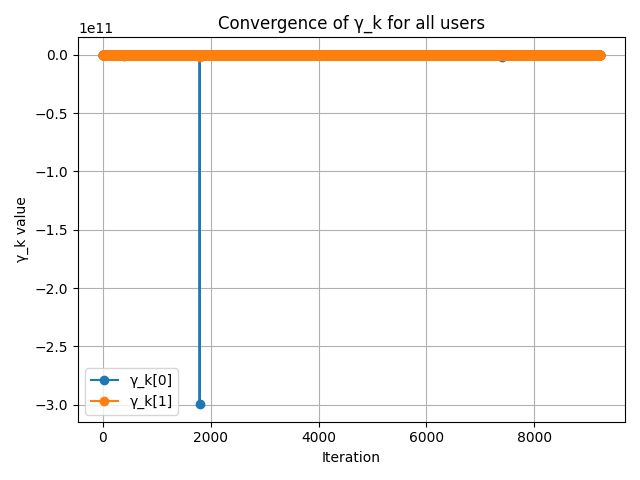 Convergence of γ_k for all users
1e11
0.0
−0.5
−1.0
−1.5
−2.0
−2.5
−3.0
γ_k value
γ_k[0]
γ_k[1]
0 2000 4000 6000 8000
Iteration